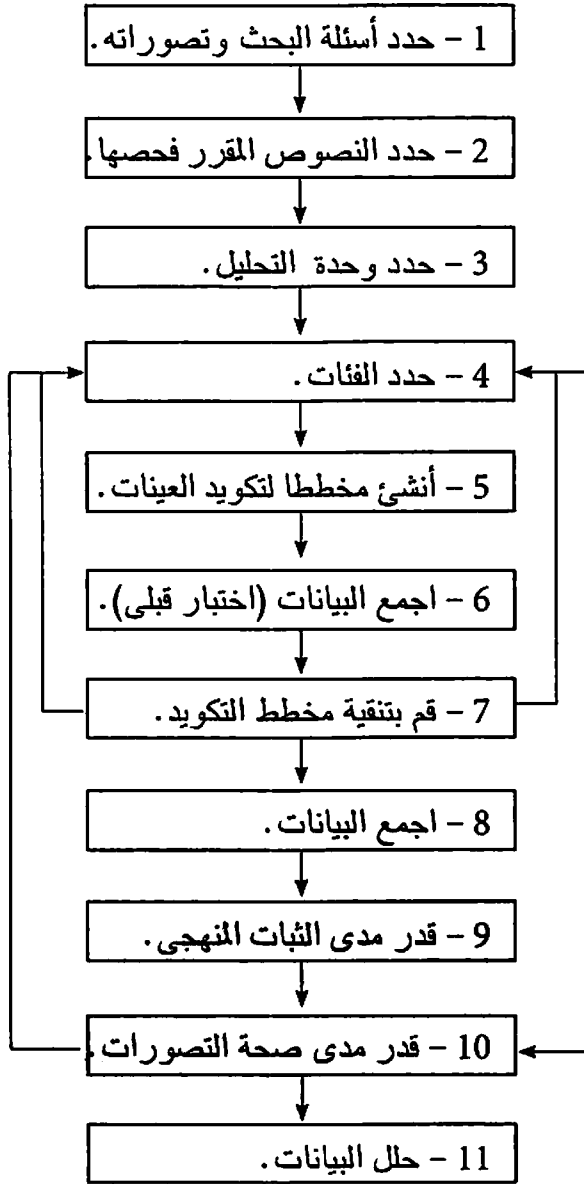 1 - حدد أسئلة البحث وتصوراته.
2 - حدد النصوص المقرر فحصها.
3 - حدد وحدة التحليل.
4 - حدد الفئات.
5 - أنشئ مخططا لتكويد العينات.
6 - اجمع البيانات (اختبار قبلى).
7 - قم بتنقية مخطط التكويد.
8 - اجمع البيانات.
9 - قدر مدى الثبات المنهجى.
10 - قدر مدى صحة التصورات.
11 - حلل البيانات.